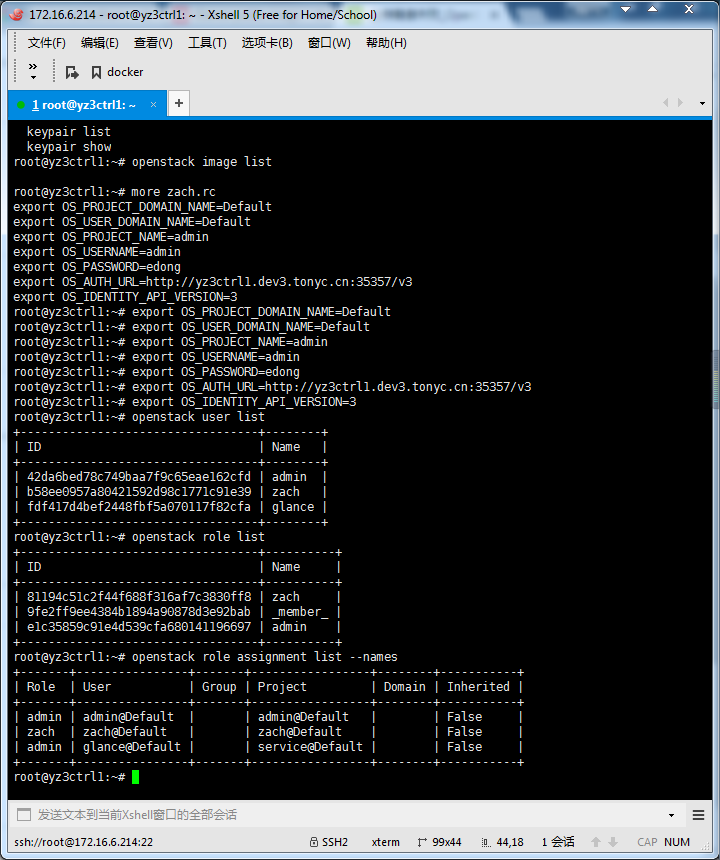 172.16.6.214 - root@yz3ctrl1: ~ - Xshell 5 (Free for Home/School)
文件(F) 编辑(E) 查看(V) 工具(T) 选项卡(B) 窗口(W) 帮助(H)
docker
1 root@yz3ctrl1: ~
keypair list
keypair show
root@yz3ctrl1:~# openstack image list
root@yz3ctrl1:~# more zach.rc
export OS_PROJECT_DOMAIN_NAME=Default
export OS_USER_DOMAIN_NAME=Default
export OS_PROJECT_NAME=admin
export OS_USERNAME=admin
export OS_PASSWORD=edong
export OS_AUTH_URL=http://yz3ctrl1.dev3.tonyc.cn:35357/v3
export OS_IDENTITY_API_VERSION=3
root@yz3ctrl1:~# export OS_PROJECT_DOMAIN_NAME=Default
root@yz3ctrl1:~# export OS_USER_DOMAIN_NAME=Default
root@yz3ctrl1:~# export OS_PROJECT_NAME=admin
root@yz3ctrl1:~# export OS_USERNAME=admin
root@yz3ctrl1:~# export OS_PASSWORD=edong
root@yz3ctrl1:~# export OS_AUTH_URL=http://yz3ctrl1.dev3.tonyc.cn:35357/v3
root@yz3ctrl1:~# export OS_IDENTITY_API_VERSION=3
root@yz3ctrl1:~# openstack user list
+----------------------------------+--------+
| ID                               | Name   |
+----------------------------------+--------+
| 42da6bed78c749baa7f9c65eae162cfd | admin  |
| b58ee0957a80421592d98c1771c91e39 | zach   |
| fdf417d4bef2448fbf5a070117f82cfa | glance |
+----------------------------------+--------+
root@yz3ctrl1:~# openstack role list
+----------------------------------+----------+
| ID                               | Name     |
+----------------------------------+----------+
| 81194c51c2f44f688f316af7c3830ff8 | zach     |
| 9fe2ff9ee4384b1894a90878d3e92bab | _member_ |
| e1c35859c91e4d539cfa680141196697 | admin    |
+----------------------------------+----------+
root@yz3ctrl1:~# openstack role assignment list --names
+-------+----------------+-------+-----------------+--------+-----------+
| Role  | User           | Group | Project         | Domain | Inherited |
+-------+----------------+-------+-----------------+--------+-----------+
| admin | admin@Default  |       | admin@Default   |        | False     |
| zach  | zach@Default   |       | zach@Default    |        | False     |
| admin | glance@Default |       | service@Default |        | False     |
+-------+----------------+-------+-----------------+--------+-----------+
root@yz3ctrl1:~#
发送文本到当前Xshell窗口的全部会话
ssh://root@172.16.6.214:22 SSH2 xterm 99x44 44,18 1 会话 CAP NUM